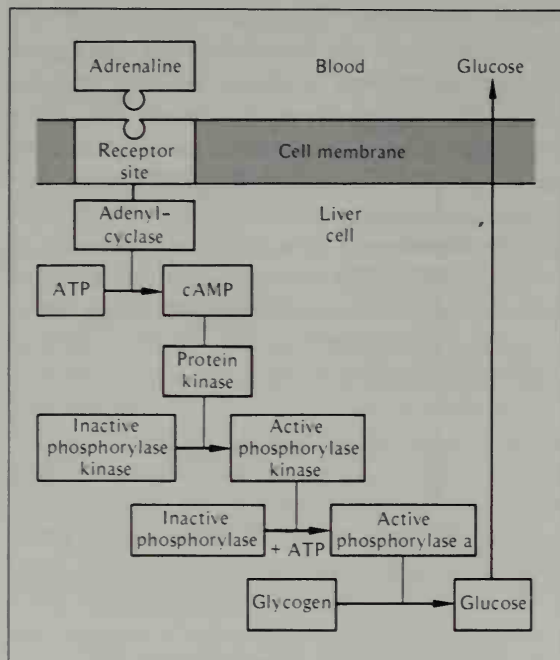 Adrenaline
Blood
Glucose
Receptor
site
Cell membrane
Adenyl-
cyclase
Liver
cell
ATP
cAMP
Protein
kinase
Inactive
phosphorylase
kinase
Active
phosphorylase
kinase
Inactive
phosphorylase
+ ATP
Active
phosphorylase a
Glycogen
Glucose